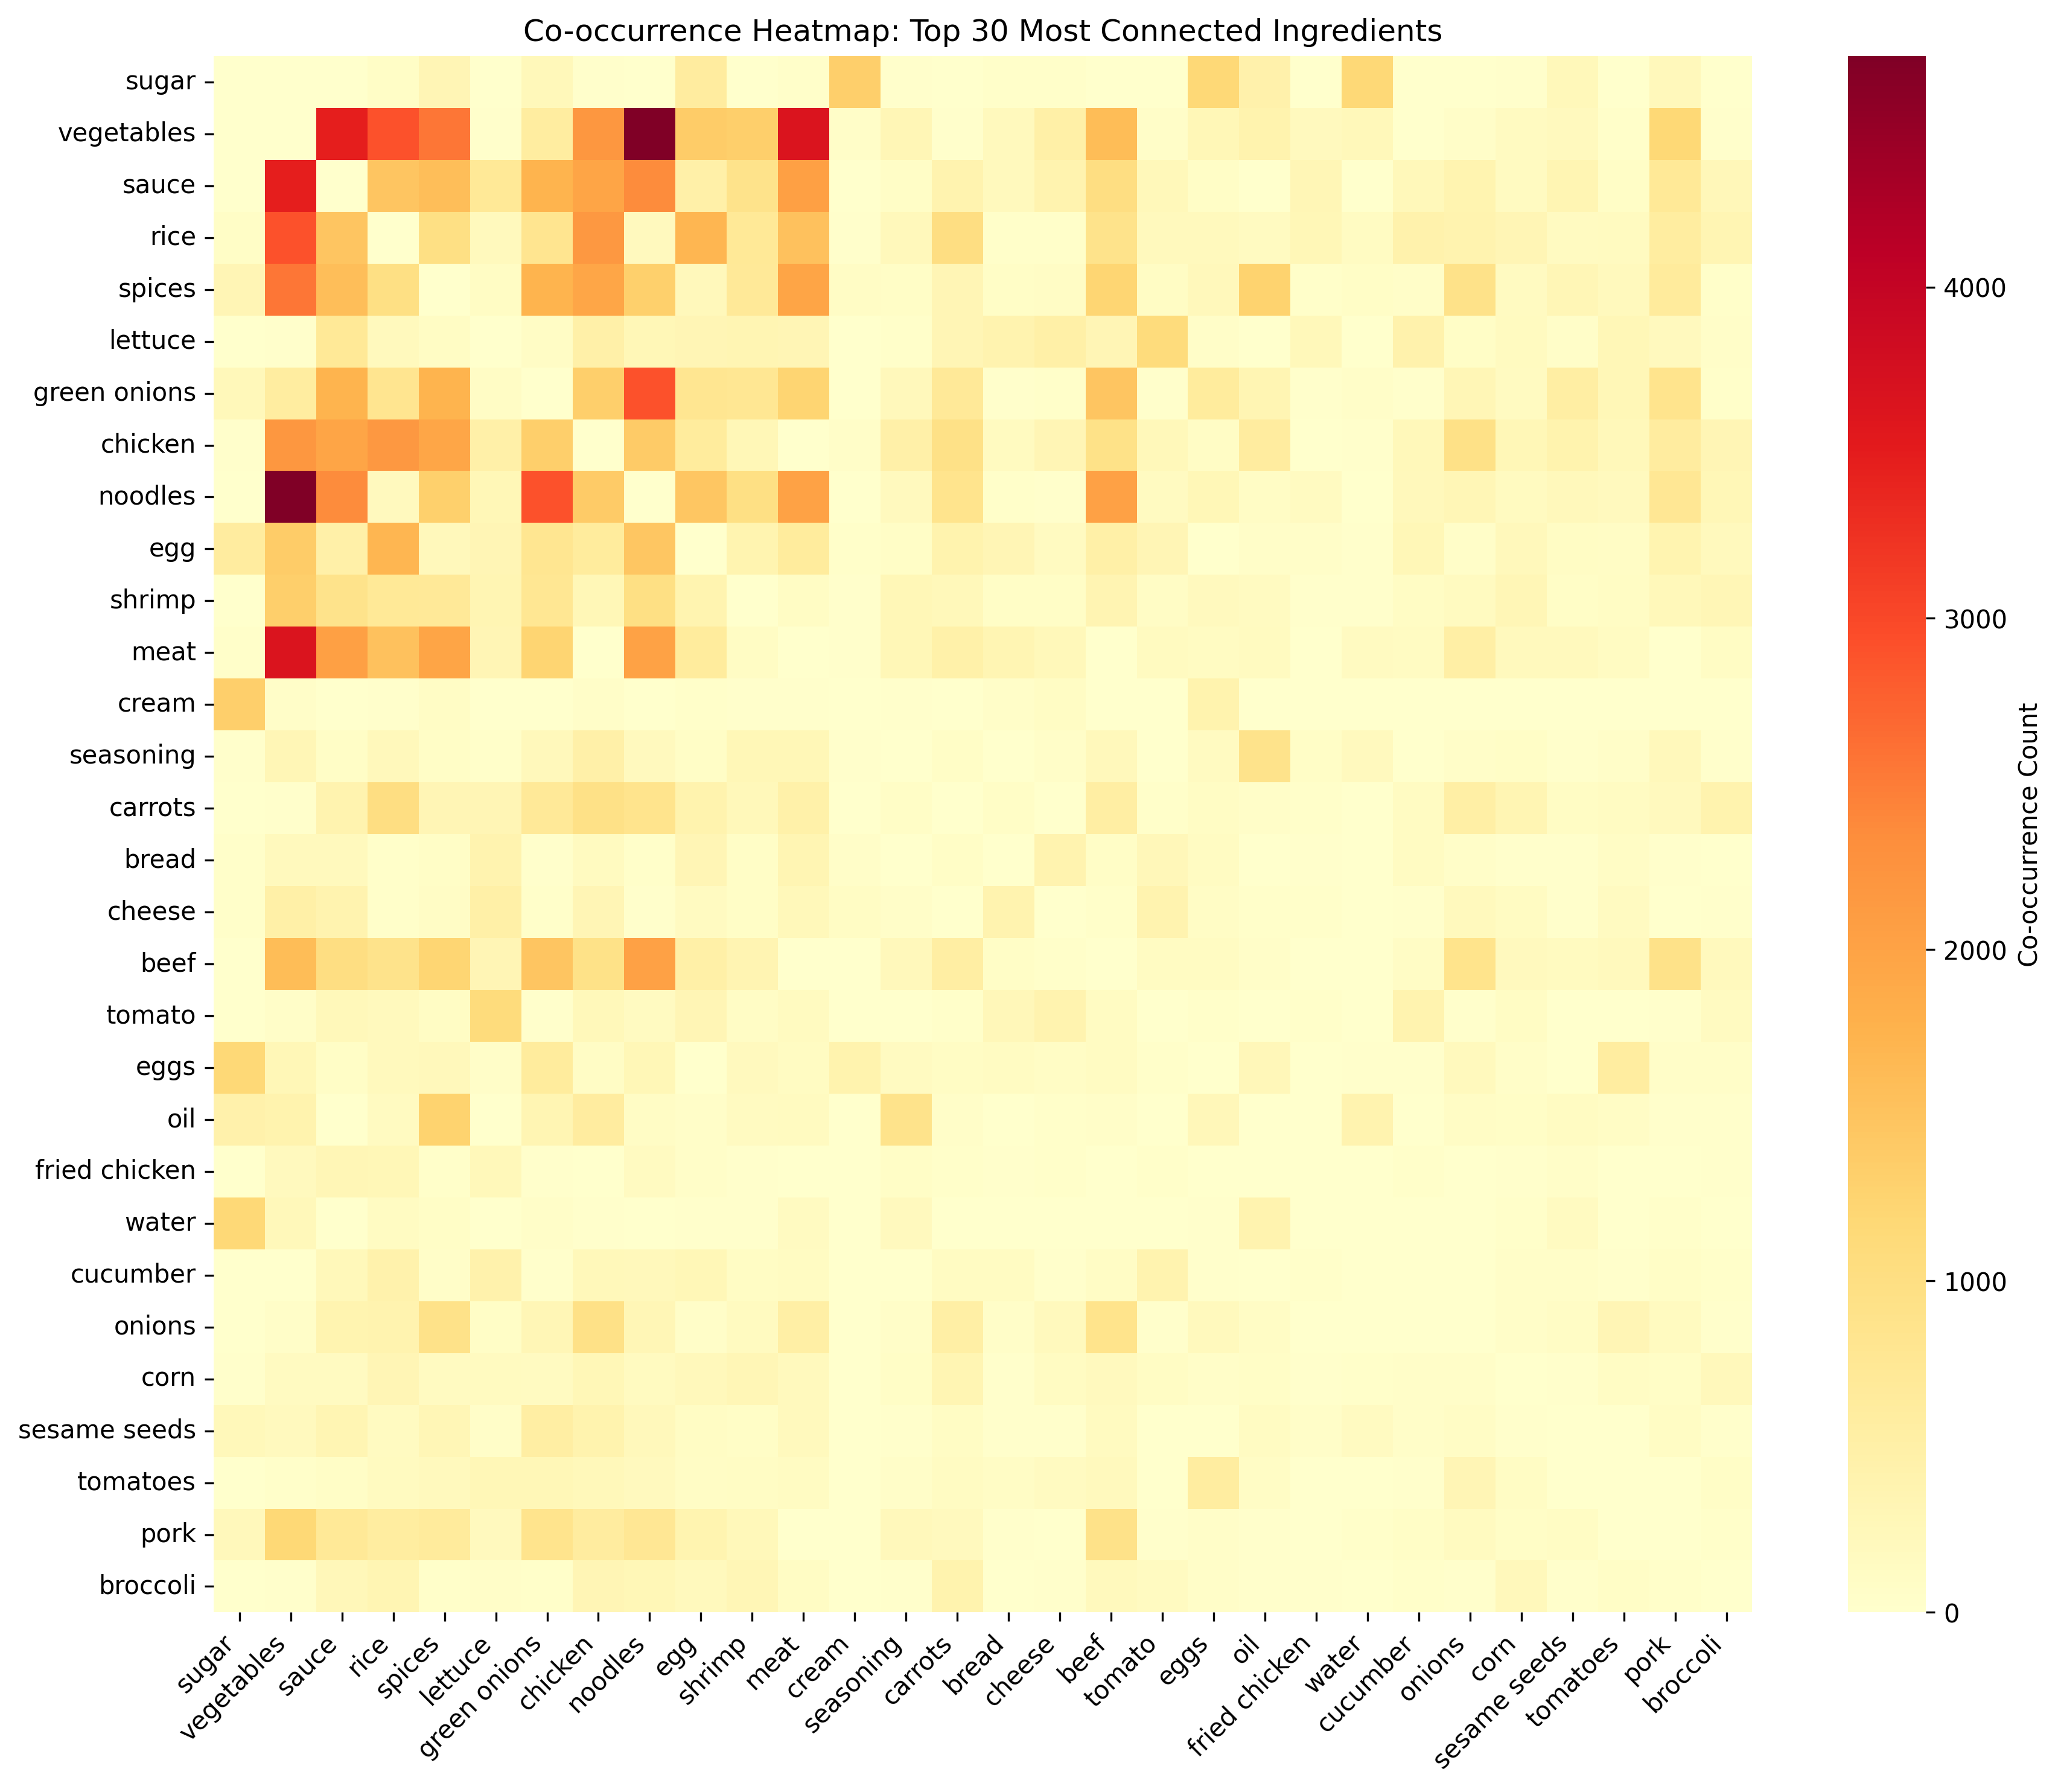 Co-occurrence Heatmap: Top 30 Most Connected Ingredients
sugar
vegetables
sauce
rice
spices
lettuce
green onions
chicken
noodles
egg
shrimp
meat
cream
seasoning
carrots
bread
cheese
beef
tomato
eggs
oil
fried chicken
water
cucumber
onions
corn
sesame seeds
tomatoes
pork
broccoli
sugar
vegetables
sauce
rice
spices
lettuce
green onions
chicken
noodles
egg
shrimp
meat
cream
seasoning
carrots
bread
cheese
beef
tomato
eggs
oil
fried chicken
water
cucumber
onions
corn
sesame seeds
tomatoes
pork
broccoli
4000
3000
2000
1000
0
Co-occurrence Count